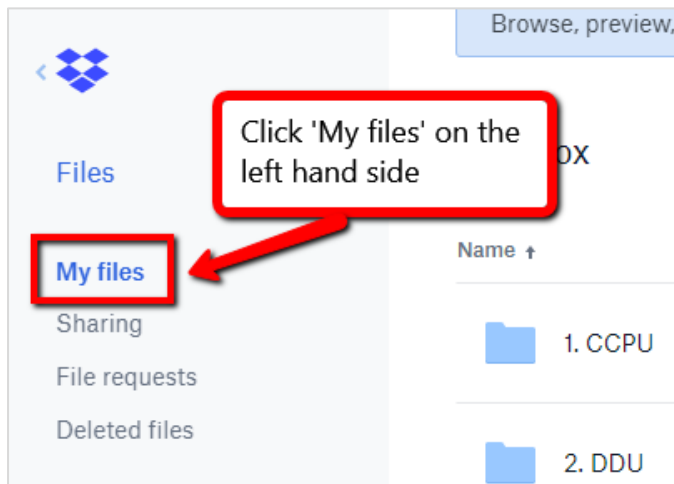 Browse, preview,
Click 'My files' on the
left hand side
Files
My files
Sharing
File requests
Deleted files
Name ↑
1. CCPU
2. DDU